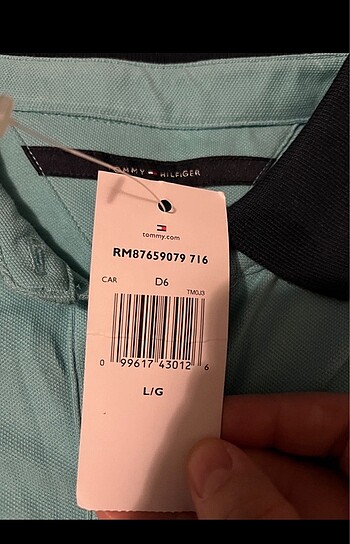 TOMMY HILFIGER
tommy.com
RM87659079 716
CAR D6
TM0J3
0 99617 43012 6
L/G